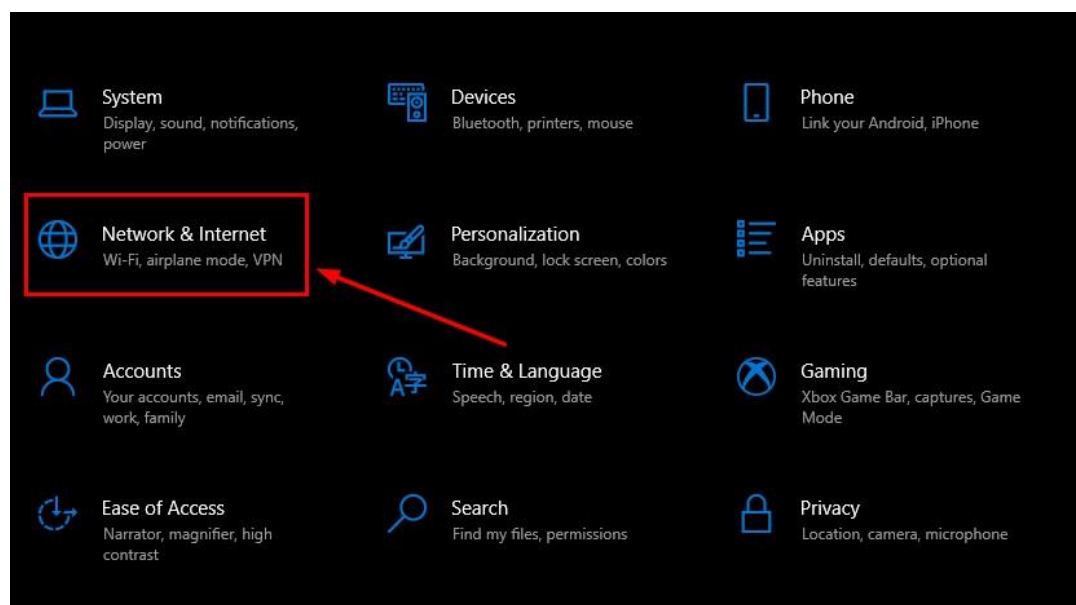 System
Display, sound, notifications,
power
Devices
Bluetooth, printers, mouse
Phone
Link your Android, iPhone
Network & Internet
Wi-Fi, airplane mode, VPN
Personalization
Background, lock screen, colors
Apps
Uninstall, defaults, optional
features
Accounts
Your accounts, email, sync,
work, family
A字
Time & Language
Speech, region, date
Gaming
Xbox Game Bar, captures, Game
Mode
Ease of Access
Narrator, magnifier, high
contrast
Search
Find my files, permissions
Privacy
Location, camera, microphone